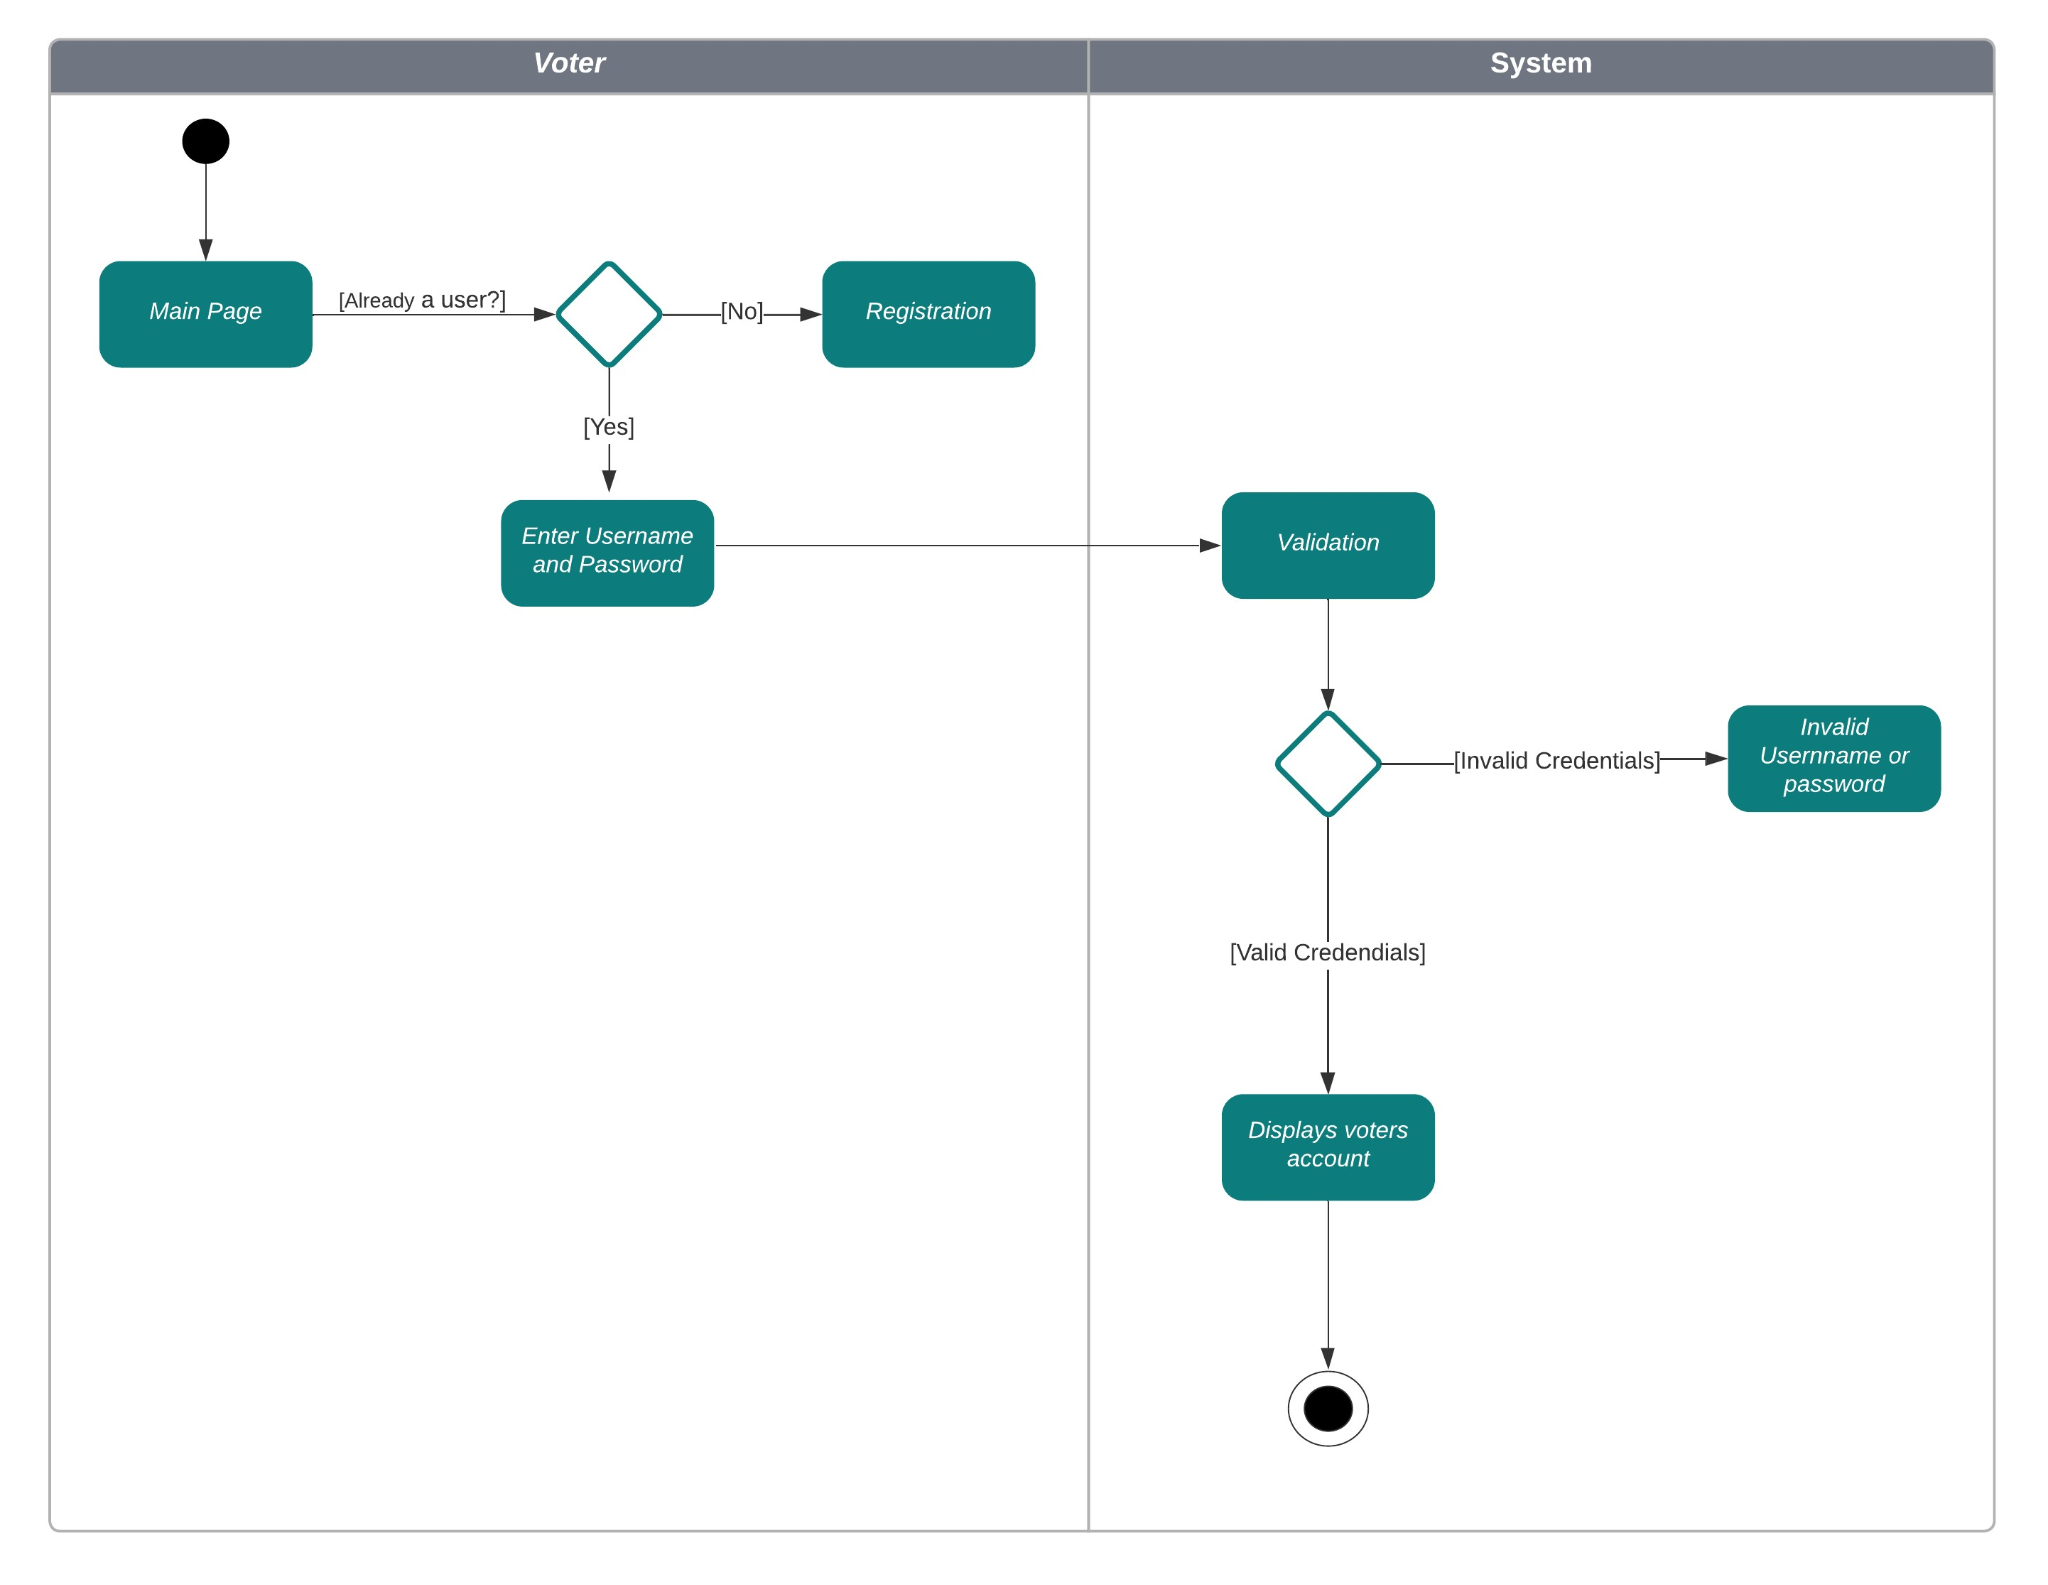 Voter
System
[Already a user?]
Main Page
[No]
Registration
[Yes]
Enter Username
and Password
Validation
[Invalid Credentials]
Invalid
Usernname or
password
[Valid Credendials]
Displays voters
account